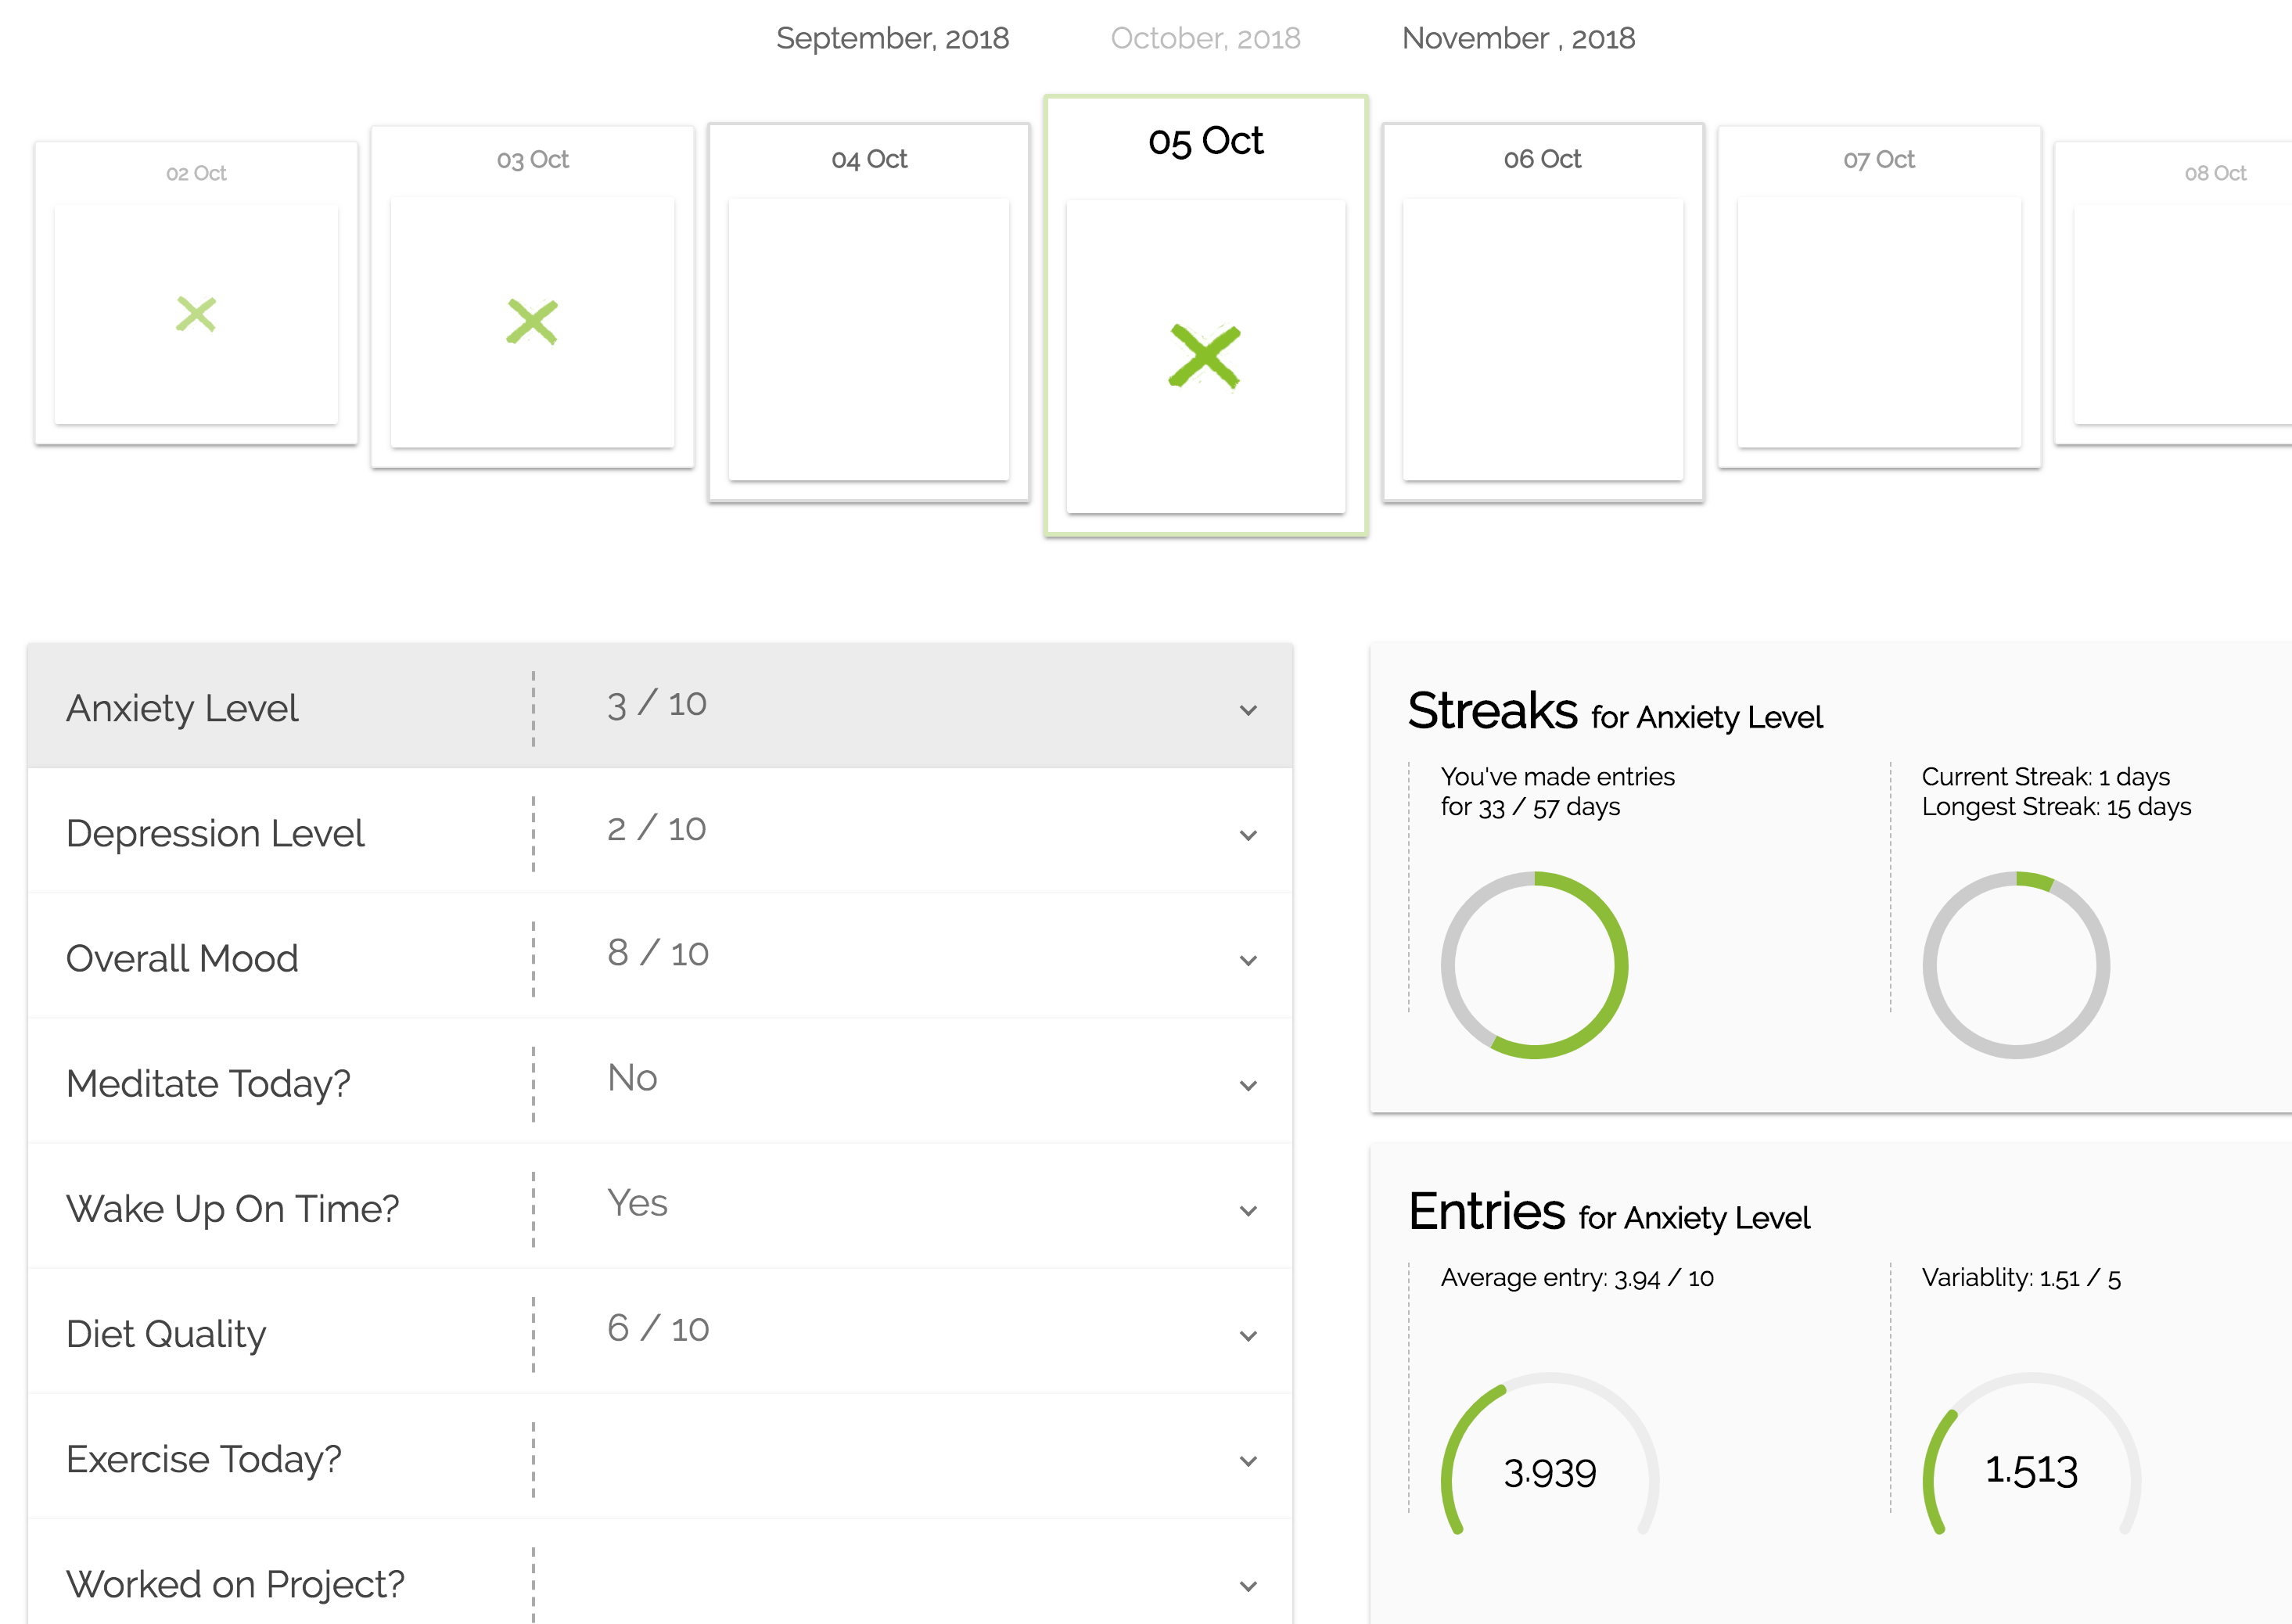 September, 2018 October, 2018 November , 2018
02 Oct 03 Oct 04 Oct 05 Oct 06 Oct 07 Oct 08 Oct
Anxiety Level 3 / 10
Depression Level 2 / 10
Overall Mood 8 / 10
Meditate Today? No
Wake Up On Time? Yes
Diet Quality 6 / 10
Exercise Today?
Worked on Project?
Streaks for Anxiety Level
You've made entries
for 33 / 57 days
Current Streak: 1 days
Longest Streak: 15 days
Entries for Anxiety Level
Average entry: 3.94 / 10
3.939
Variablity: 1.51 / 5
1.513